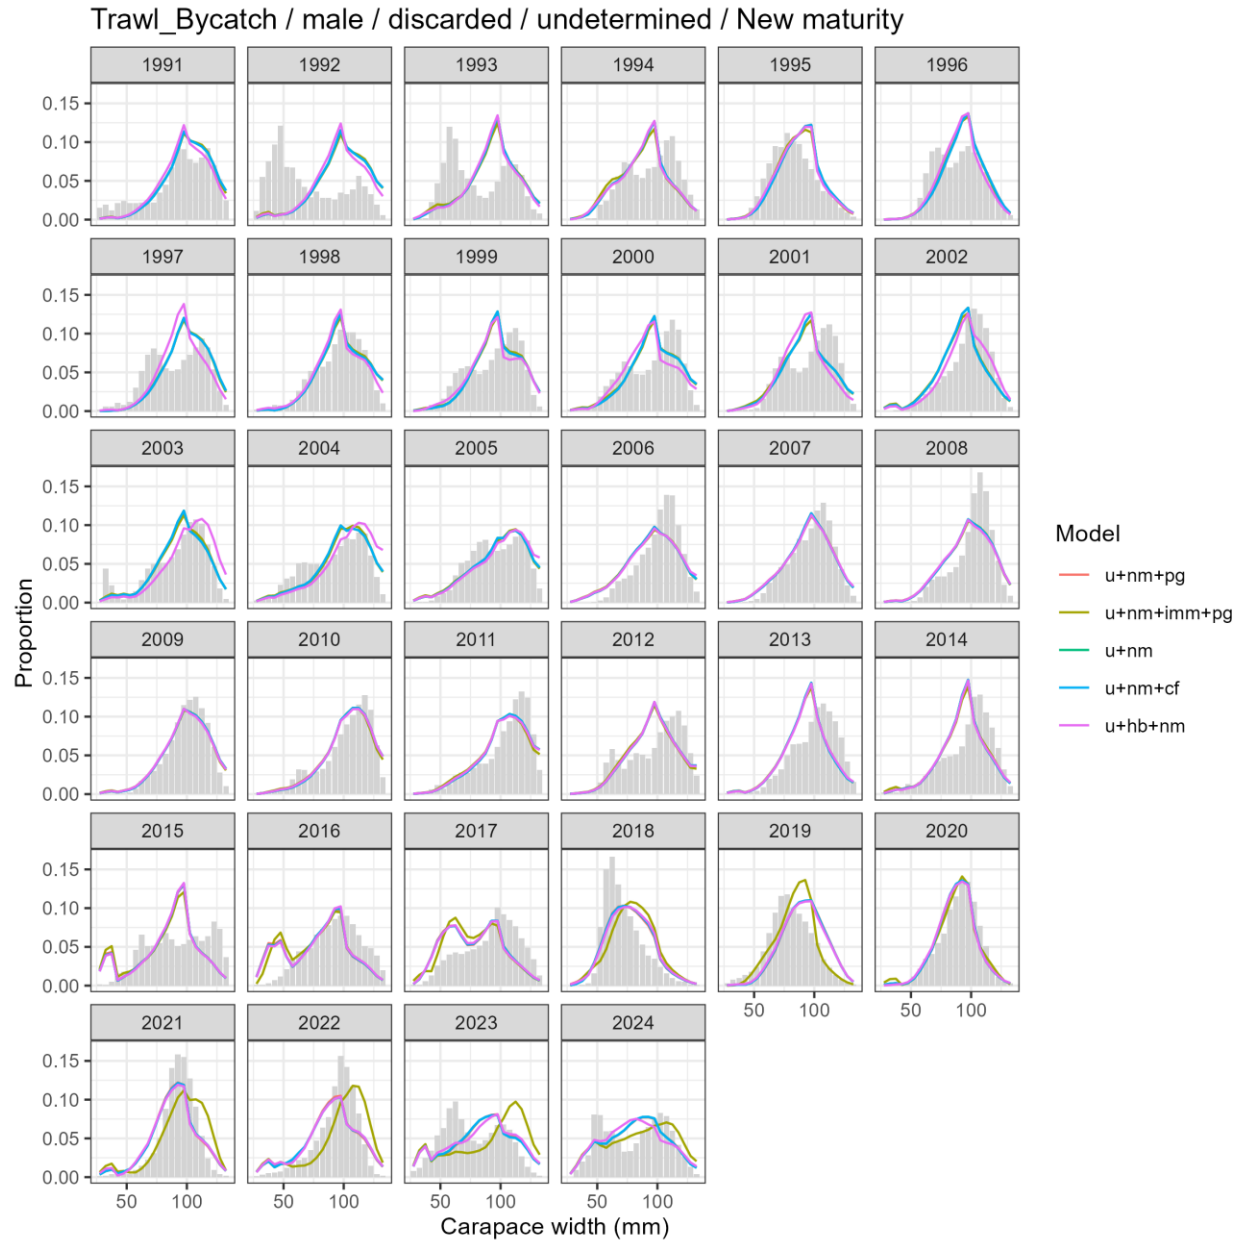 Trawl_Bycatch / male / discarded / undetermined / New maturity
1991 1992 1993 1994 1995 1996
0.15
0.10
0.05
0.00
1997 1998 1999 2000 2001 2002
0.15
0.10
0.05
0.00
2003 2004 2005 2006 2007 2008
0.15
0.10
0.05
0.00
2009 2010 2011 2012 2013 2014
0.15
0.10
0.05
0.00
2015 2016 2017 2018 2019 2020
0.15
0.10
0.05
0.00
50 100 50 100
2021 2022 2023 2024
0.15
0.10
0.05
0.00
50 100 50 100 50 100 50 100
Proportion
Carapace width (mm)
Model
u+nm+pg
u+nm+imm+pg
u+nm
u+nm+cf
u+hb+nm